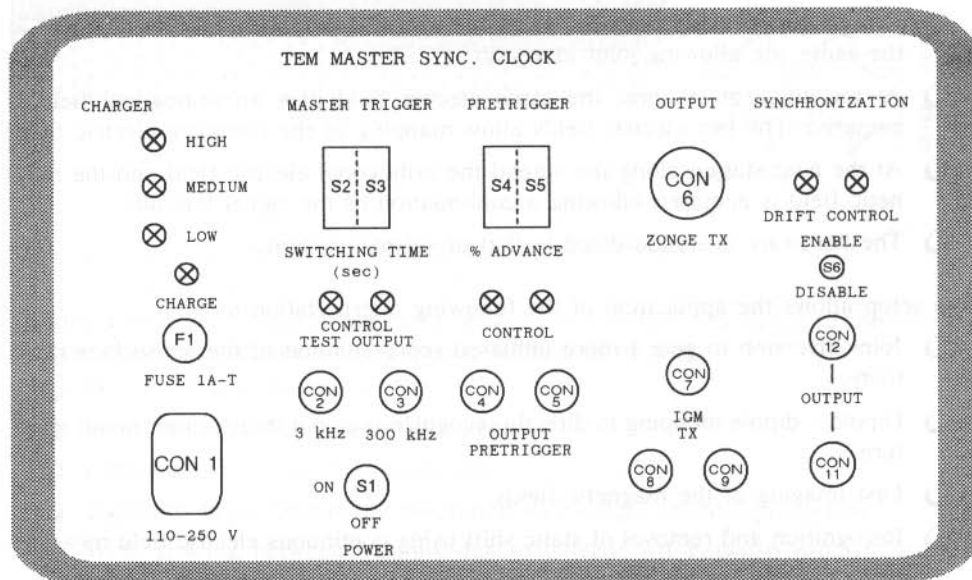 TEM MASTER SYNC. CLOCK
CHARGER
HIGH
MEDIUM
LOW
CHARGE
F1
FUSE 1A-T
CON 1
110-250 V
MASTER TRIGGER
S2 S3
SWITCHING TIME
(sec)
CONTROL
TEST OUTPUT
CON 2
CON 3
3 kHz 300 kHz
ON S1
OFF
POWER
PRETRIGGER
S4 S5
% ADVANCE
CONTROL
CON 4
CON 5
OUTPUT
PRETRIGGER
OUTPUT
CON 6
ZONGE TX
CON 7
IGM
TX
CON 8
CON 9
SYNCHRONIZATION
DRIFT CONTROL
ENABLE
S6
DISABLE
CON 12
OUTPUT
CON 11